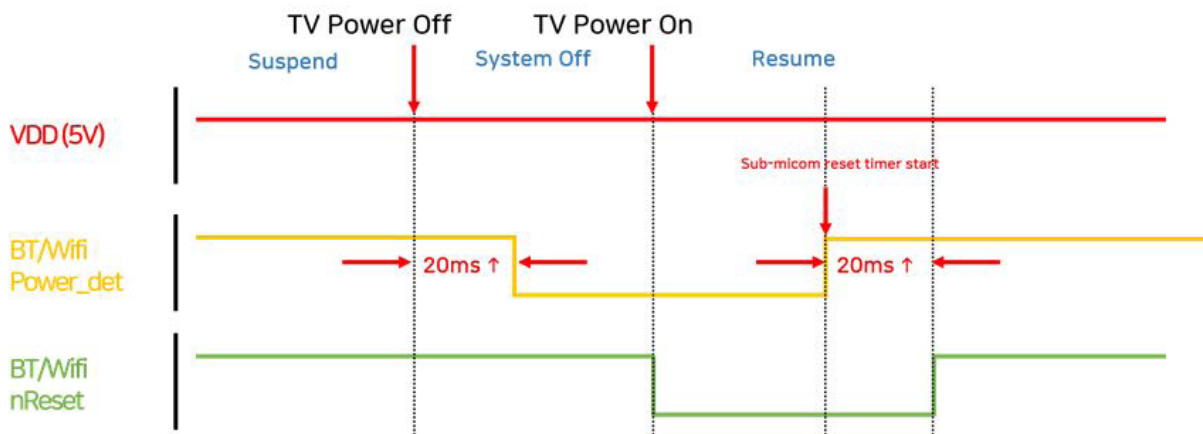 TV Power Off
TV Power On
Suspend
System Off
Resume
VDD (5V)
Sub-micom reset timer start
BT/Wifi
Power_det
20ms ↑
20ms ↑
BT/Wifi
nReset